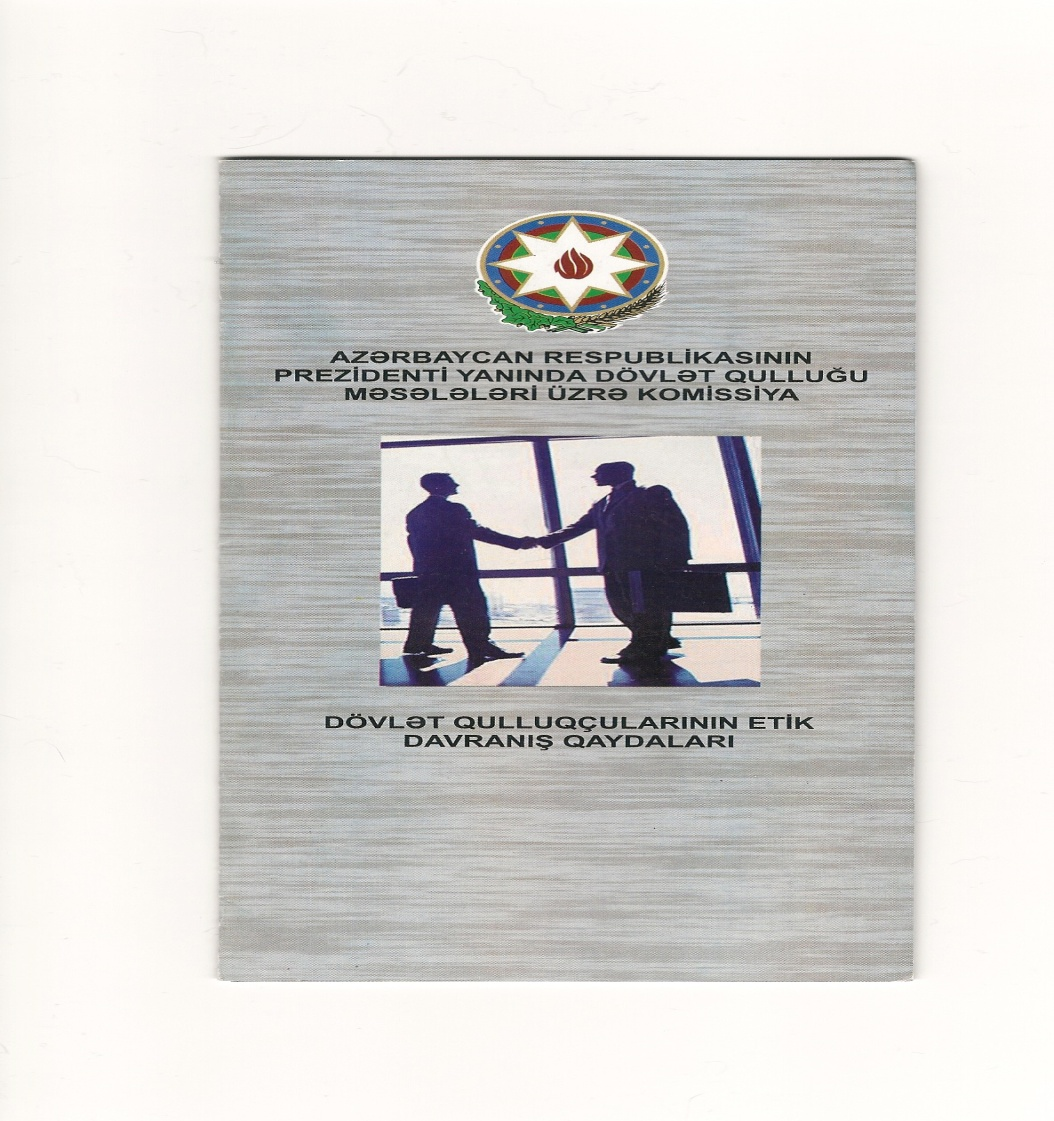 AZƏRBAYCAN RESPUBLİKASININ
PREZİDENTİ YANINDA DÖVLƏT QULLUĞU
MƏSƏLƏLƏRİ ÜZRƏ KOMİSSİYA
DÖVLƏT QULLUQÇULARININ ETİK
DAVRANIŞ QAYDALARI